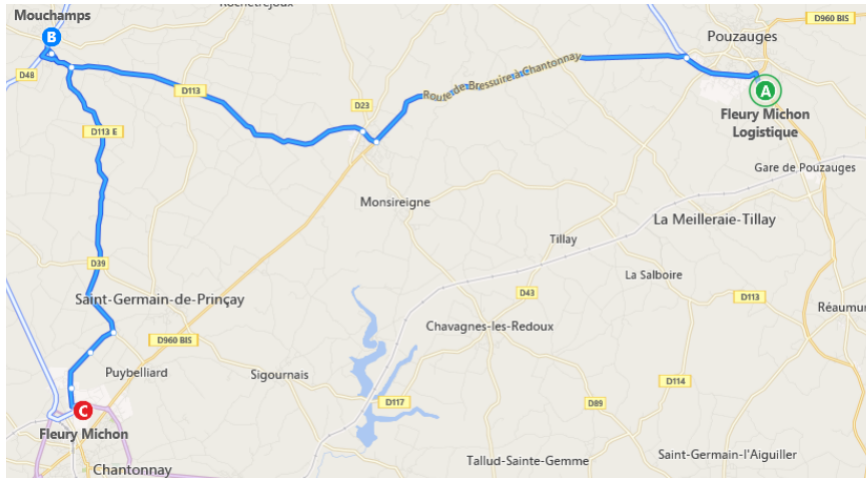 Mouchamps
B
Rochetrejoux
D960 BIS
Pouzauges
D48
D113
Route de Bressuire à Chantonnay
A
D23
Fleury Michon
Logistique
D113 E
Gare de Pouzauges
Monsireigne
La Meilleraie-Tillay
Tillay
D39
La Salboire
D43
D113
Saint-Germain-de-Prinçay
Réaumur
Chavagnes-les-Redoux
D960 BIS
Puybelliard
Sigournais
D114
C
D117
D89
Fleury Michon
Chantonnay
Tallud-Sainte-Gemme
Saint-Germain-l'Aiguiller